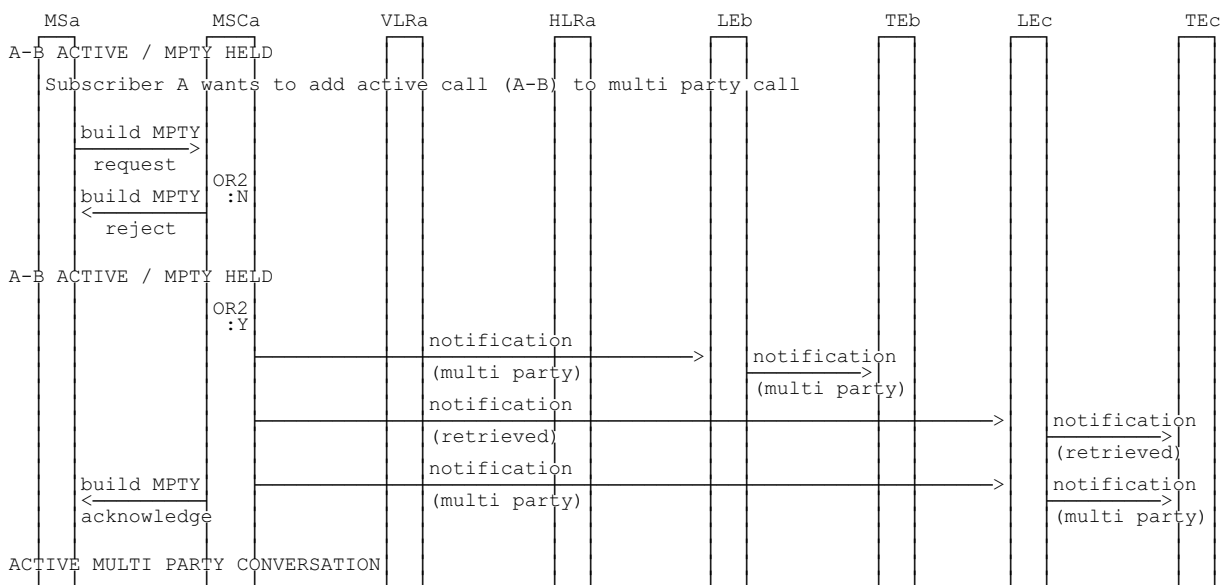 MSa MSCa VLRa HLRa LEb TEb LEc TEc
A-B ACTIVE / MPTY HELD
Subscriber A wants to add active call (A-B) to multi party call
build MPTY
request
OR2
build MPTY :N
reject
A-B ACTIVE / MPTY HELD
OR2
:Y
notification
notification
(multi party)
(multi party)
notification
notification
(retrieved)
(retrieved)
notification
build MPTY notification
(multi party)
acknowledge (multi party)
ACTIVE MULTI PARTY CONVERSATION